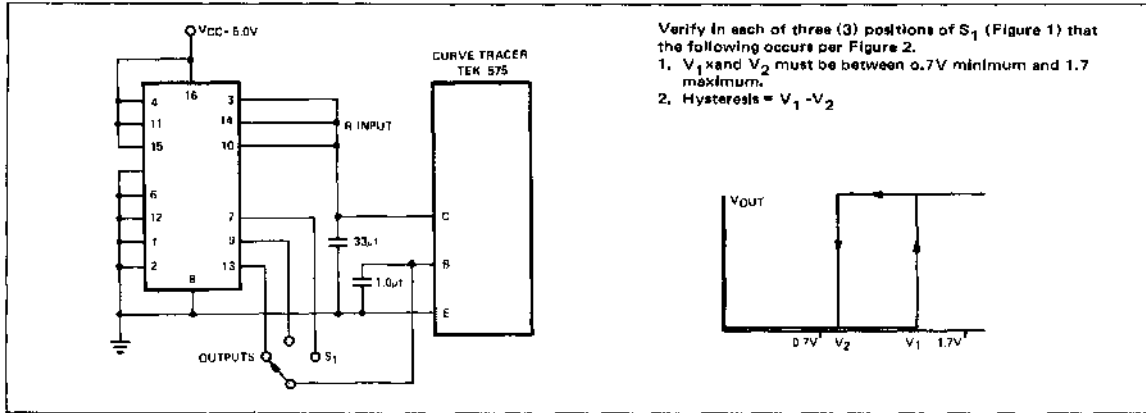 VCC - 5.0V
CURVE TRACER
TEK 575
16
4
3
11
14
R INPUT
15
10
6
12
7
C
1
9
33µf
2
13
8
B
1.0µf
E
OUTPUTS
S1
Verify in each of three (3) positions of S1 (Figure 1) that
the following occurs per Figure 2.
1. V1 xand V2 must be between 0.7V minimum and 1.7
maximum.
2. Hysteresis = V1 -V2
VOUT
0.7V V2 V1 1.7V